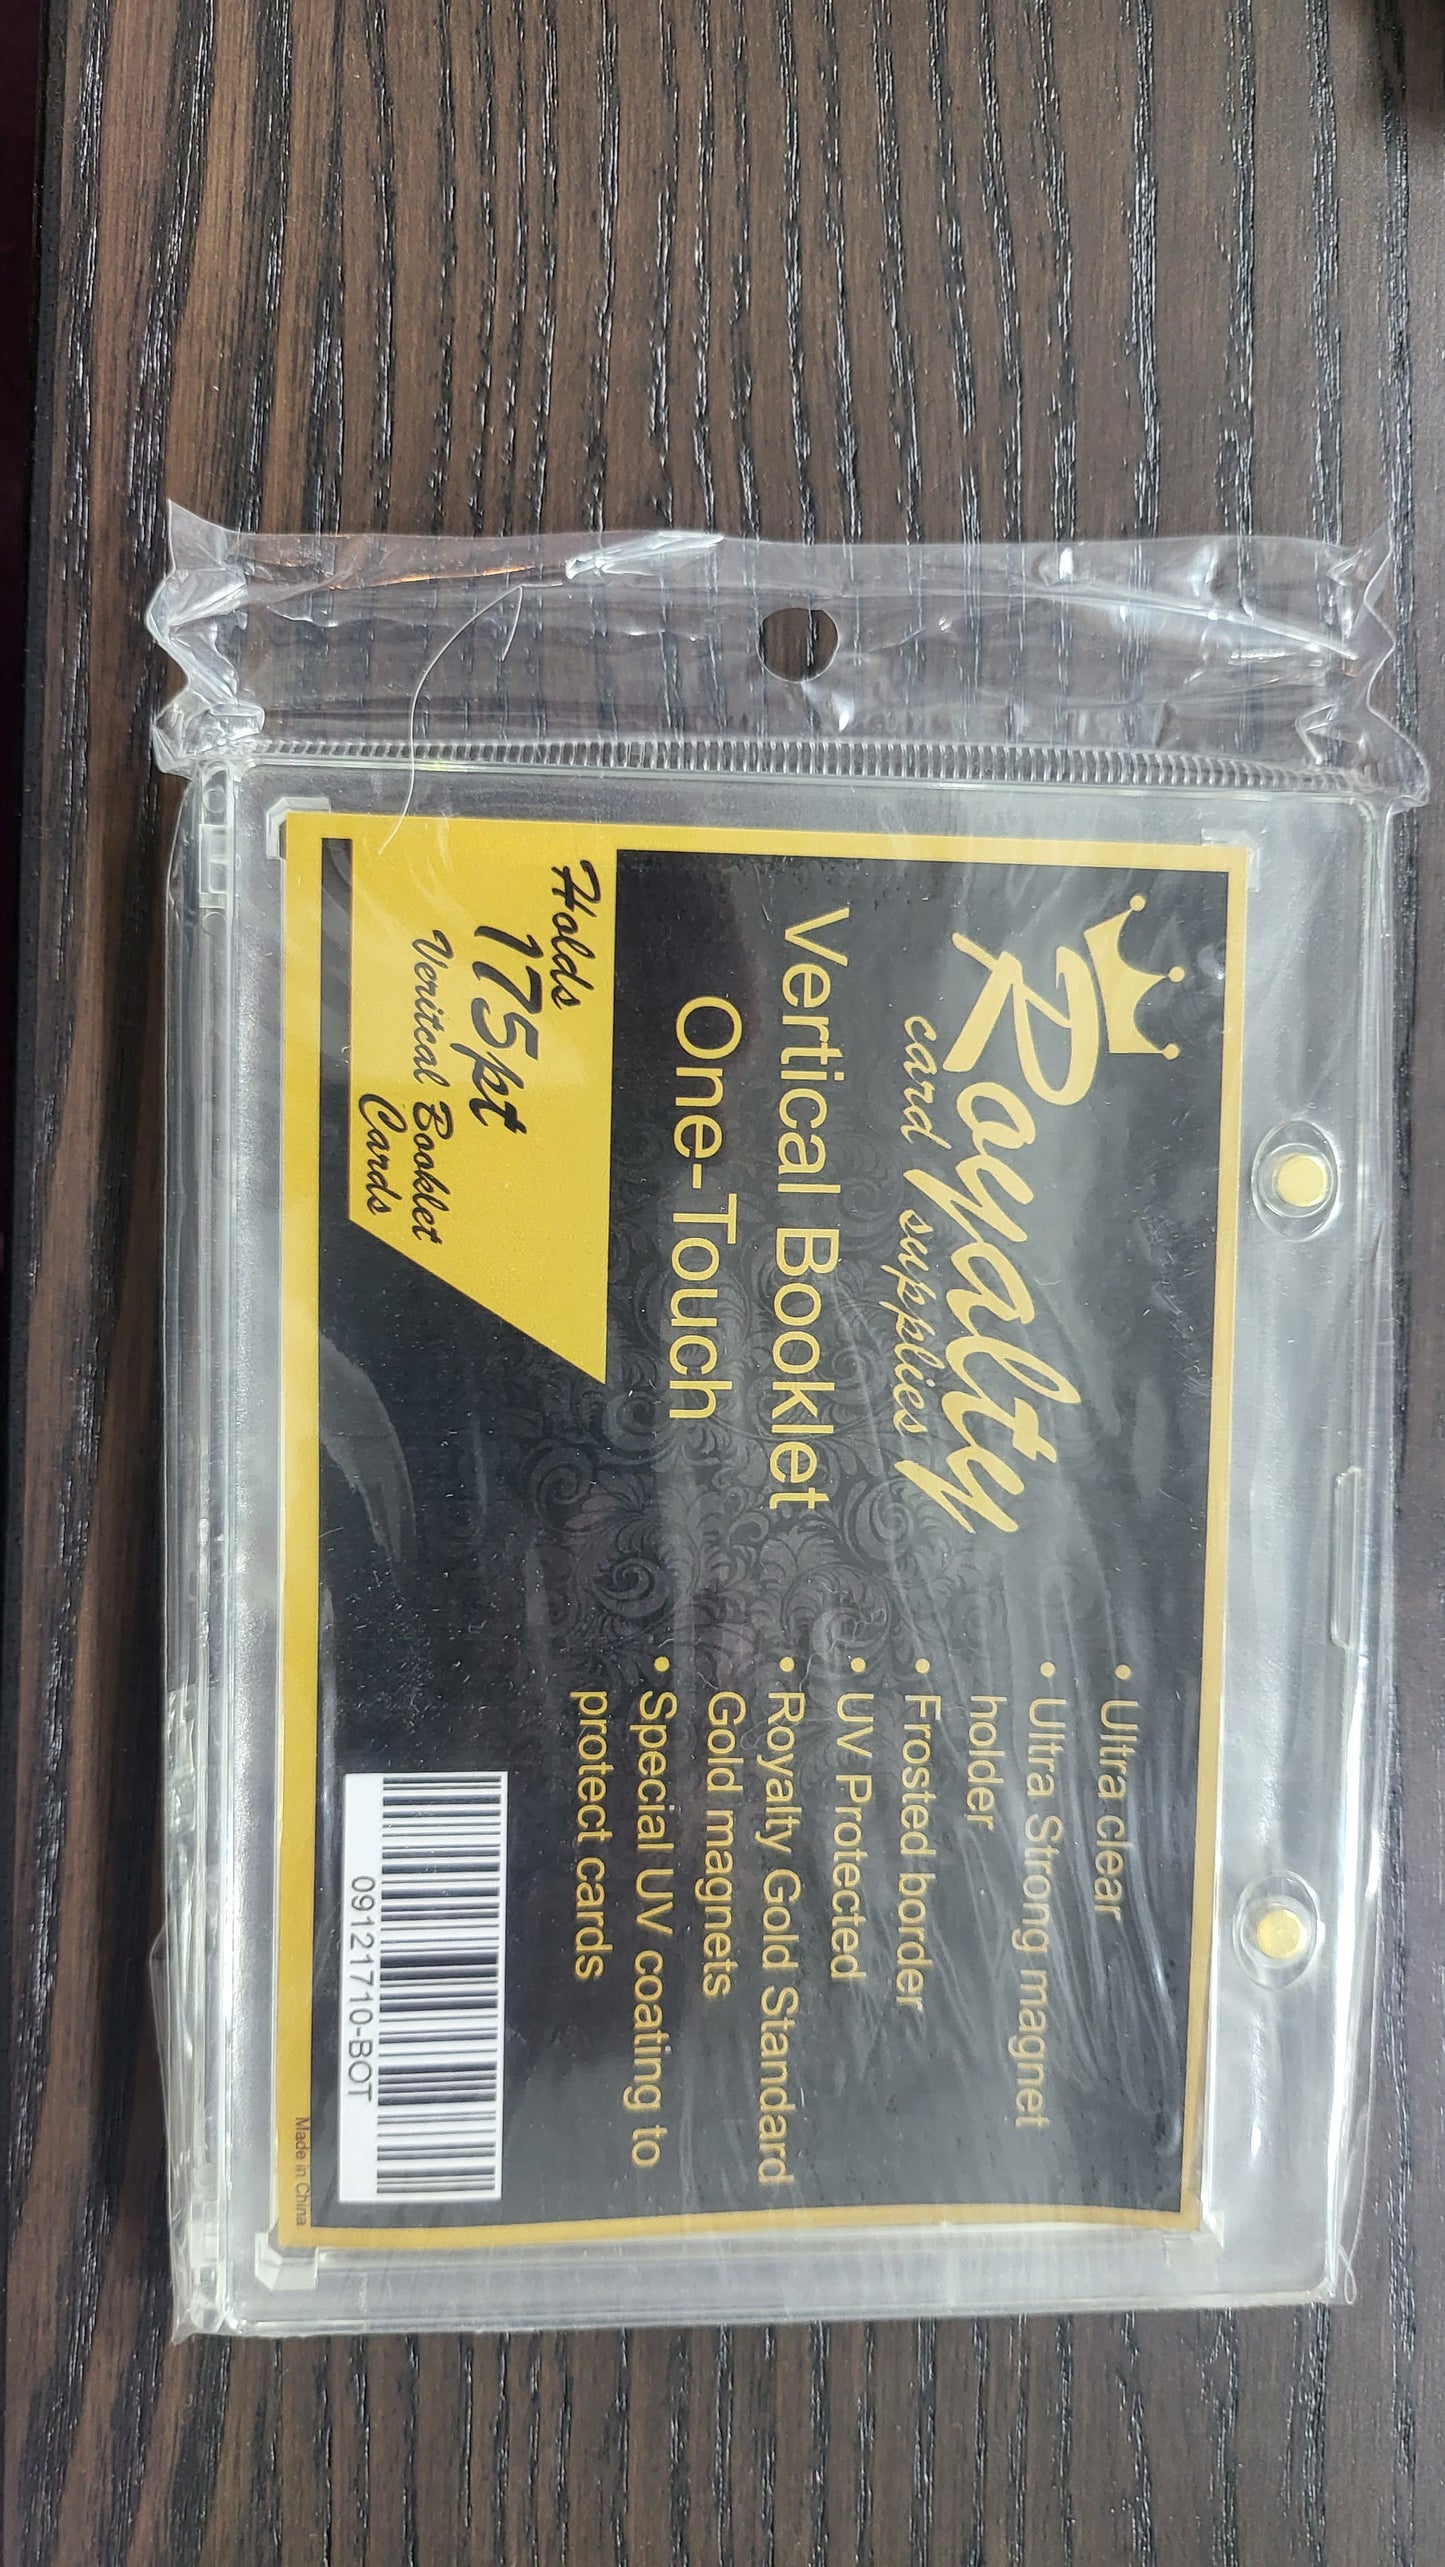 Royalty
card supplies
Vertical Booklet
One-Touch
Holds
175pt
Veritcal Booklet
Cards
• Ultra clear
• Ultra Strong magnet
holder
• Frosted border
• UV Protected
• Royalty Gold Standard
Gold magnets
• Special UV coating to
protect cards
09121710-BOT
Made in China